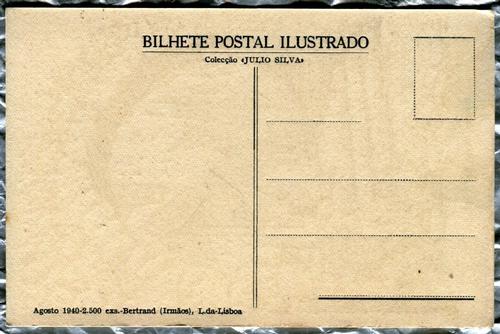 BILHETE POSTAL ILUSTRADO
Colecção «JULIO SILVA»
Agosto 1940-2.500 exs.-Bertrand (Irmãos), L.da-Lisboa